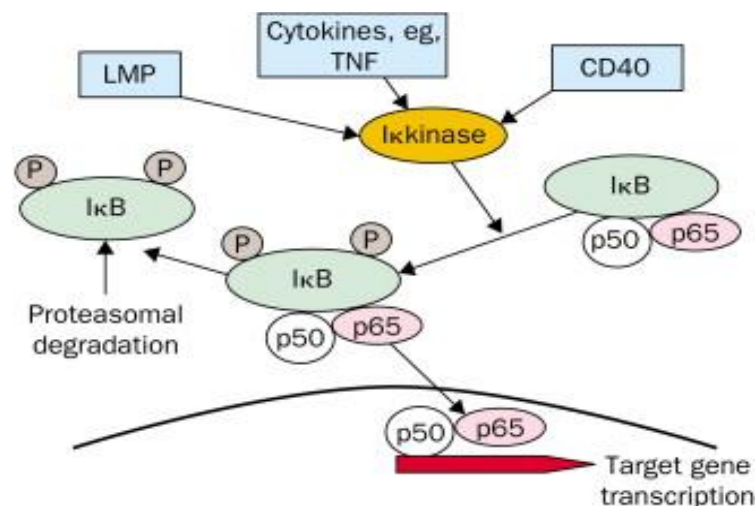 Cytokines, eg,
TNF
LMP
CD40
Iκkinase
P
P
IκB
IκB
p50
p65
P
P
IκB
p50
p65
Proteasomal
degradation
p50
p65
Target gene
transcription